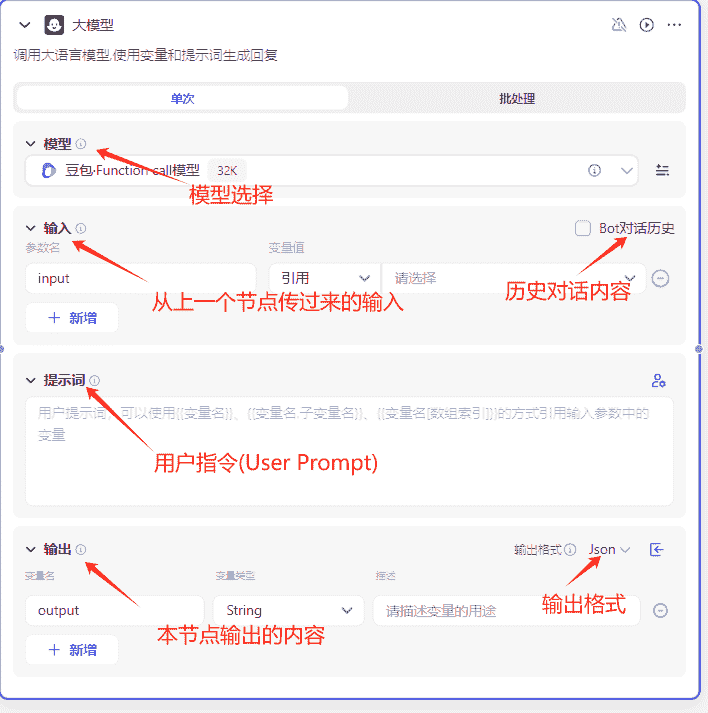 大模型
调用大语言模型,使用变量和提示词生成回复
单次 批处理
模型
豆包·Function call模型 32K
模型选择
输入 Bot对话历史
参数名 变量值
input 引用 请选择
从上一个节点传过来的输入 历史对话内容
+ 新增
提示词
用户提示词，可以使用{{变量名}}、{{变量名.子变量名}}、{{变量名[数组索引]}}的方式引用输入参数中的
变量
用户指令(User Prompt)
输出 输出格式 Json
变量名 变量类型 描述
output String 请描述变量的用途
输出格式
本节点输出的内容
+ 新增